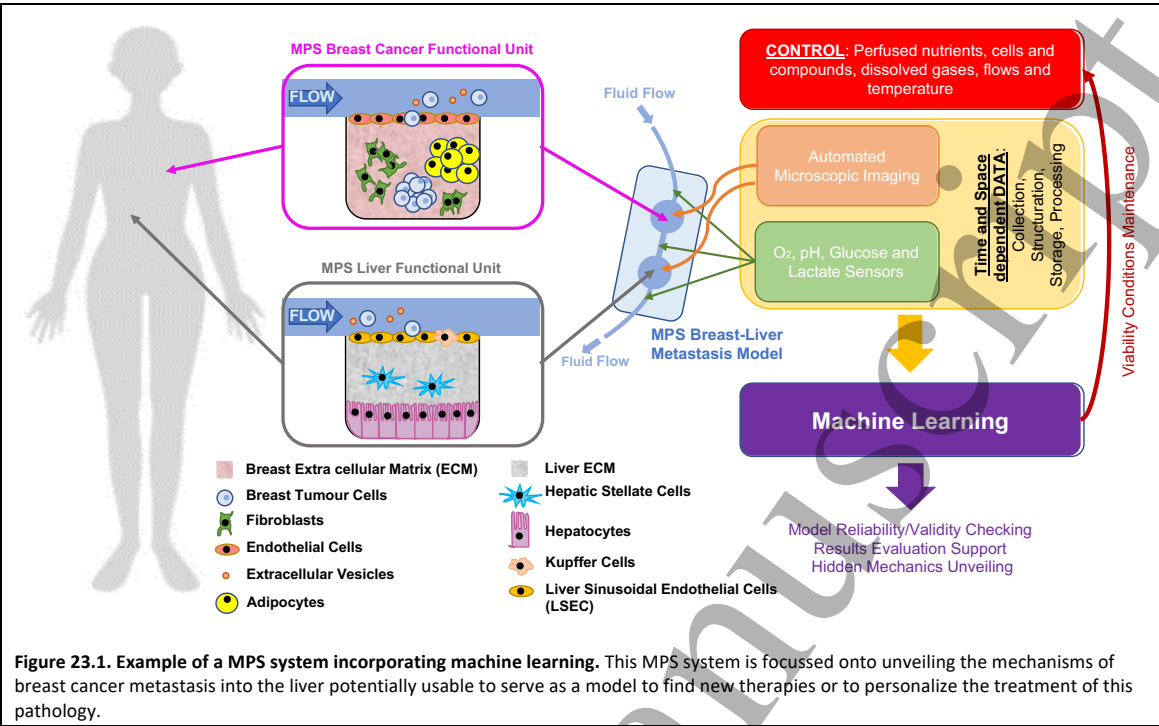 MPS Breast Cancer Functional Unit
FLOW
MPS Liver Functional Unit
FLOW
Fluid Flow
MPS Breast-Liver
Metastasis Model
Fluid Flow
CONTROL: Perfused nutrients, cells and
compounds, dissolved gases, flows and
temperature
Automated
Microscopic Imaging
O₂, pH, Glucose and
Lactate Sensors
Time and Space
dependent DATA:
Collection,
Structuration,
Storage, Processing
Viability Conditions Maintenance
Machine Learning
Model Reliability/Validity Checking
Results Evaluation Support
Hidden Mechanics Unveiling
Breast Extra cellular Matrix (ECM)
Breast Tumour Cells
Fibroblasts
Endothelial Cells
Extracellular Vesicles
Adipocytes
Liver ECM
Hepatic Stellate Cells
Hepatocytes
Kupffer Cells
Liver Sinusoidal Endothelial Cells
(LSEC)
Figure 23.1. Example of a MPS system incorporating machine learning. This MPS system is focussed onto unveiling the mechanisms of
breast cancer metastasis into the liver potentially usable to serve as a model to find new therapies or to personalize the treatment of this
pathology.
nuscript